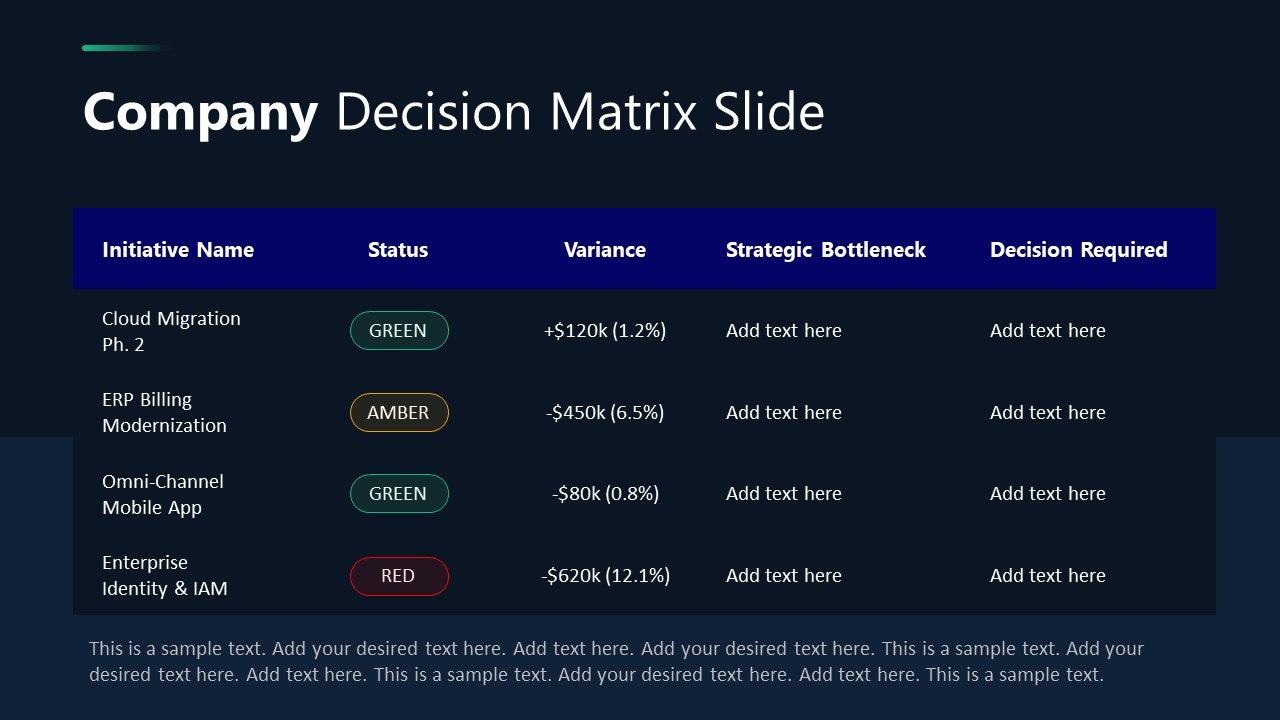 Company Decision Matrix Slide
Initiative Name Status Variance Strategic Bottleneck Decision Required
Cloud Migration
Ph. 2
GREEN +$120k (1.2%) Add text here Add text here
ERP Billing
Modernization
AMBER -$450k (6.5%) Add text here Add text here
Omni-Channel
Mobile App
GREEN -$80k (0.8%) Add text here Add text here
Enterprise
Identity & IAM
RED -$620k (12.1%) Add text here Add text here
This is a sample text. Add your desired text here. Add text here. Add your desired text here. This is a sample text. Add your
desired text here. Add text here. This is a sample text. Add your desired text here. Add text here. This is a sample text.